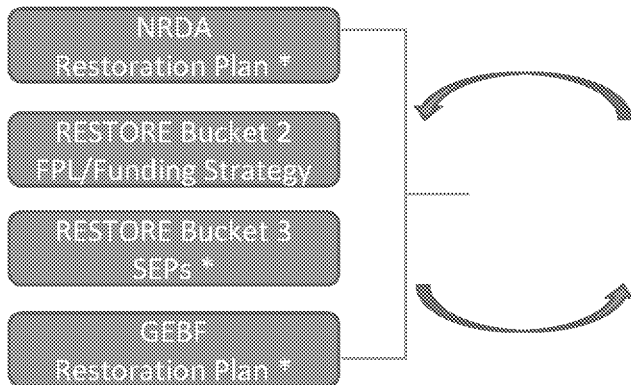 NRDA
Restoration Plan *
RESTORE Bucket 2
FPL/Funding Strategy
RESTORE Bucket 3
SEPs *
GEBF
Restoration Plan *